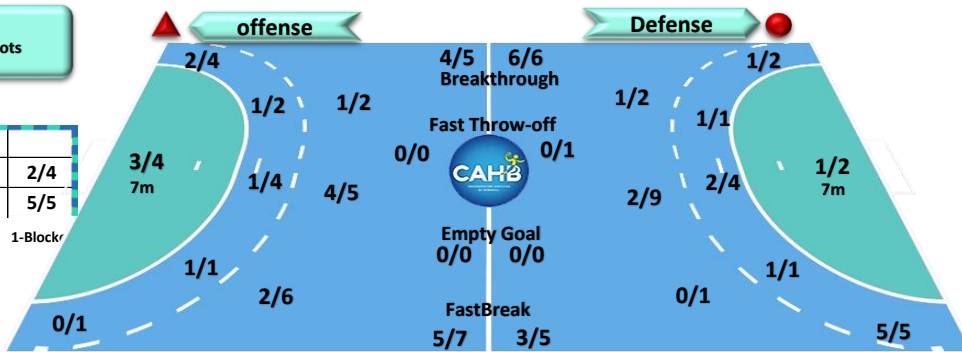 offense
Defense
ots
2/4
4/5 6/6
1/2
Breakthrough
1/2
1/2
1/2
1/1
Fast Throw-off
0/0
0/1
3/4
7m
CAHB
1/2
7m
2/4
1/4
4/5
2/9
2/4
5/5
1-Block
Empty Goal
0/0 0/0
1/1
1/1
2/6
0/1
FastBreak
0/1
5/5
5/7 3/5